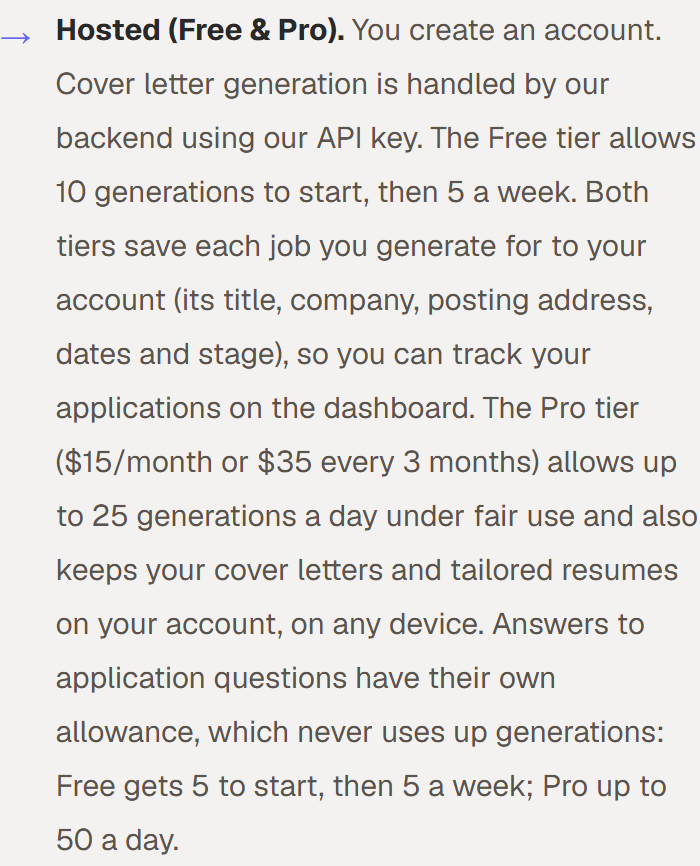 → Hosted (Free & Pro). You create an account.
Cover letter generation is handled by our
backend using our API key. The Free tier allows
10 generations to start, then 5 a week. Both
tiers save each job you generate for to your
account (its title, company, posting address,
dates and stage), so you can track your
applications on the dashboard. The Pro tier
($15/month or $35 every 3 months) allows up
to 25 generations a day under fair use and also
keeps your cover letters and tailored resumes
on your account, on any device. Answers to
application questions have their own
allowance, which never uses up generations:
Free gets 5 to start, then 5 a week; Pro up to
50 a day.